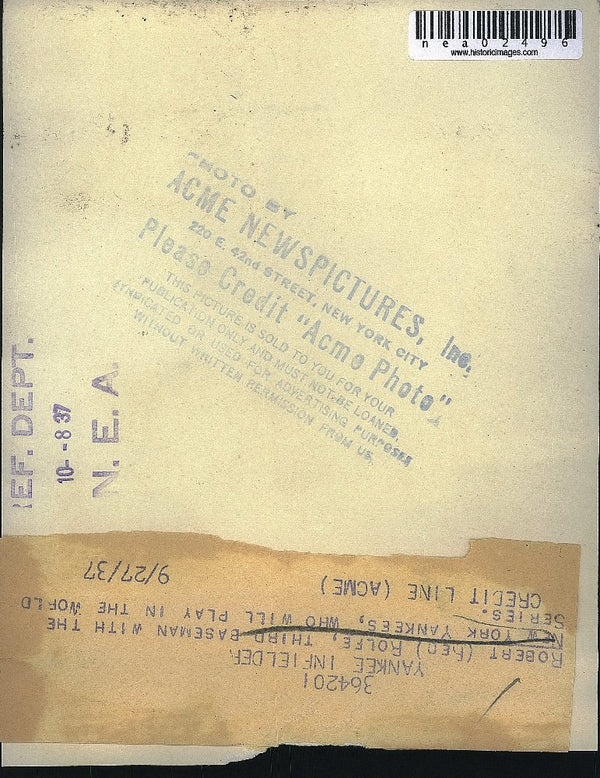 nea02496
www.historicimages.com
PHOTO BY
ACME NEWSPICTURES, Inc.
220 E. 42nd STREET, NEW YORK CITY
Please Credit "Acme Photo"
THIS PICTURE IS SOLD TO YOU FOR YOUR
PUBLICATION ONLY AND MUST NOT BE LOANED,
SYNDICATED OR USED FOR ADVERTISING PURPOSES
WITHOUT WRITTEN PERMISSION FROM US.
EF. DEPT.
10--8 37
N. E. A.
364201
YANKEE INFIELDER
ROBERT (RED) ROLFE, THIRD BASEMAN WITH THE
NEW YORK YANKEES, WHO WILL PLAY IN THE WORLD
SERIES.
CREDIT LINE (ACME) 9/27/37